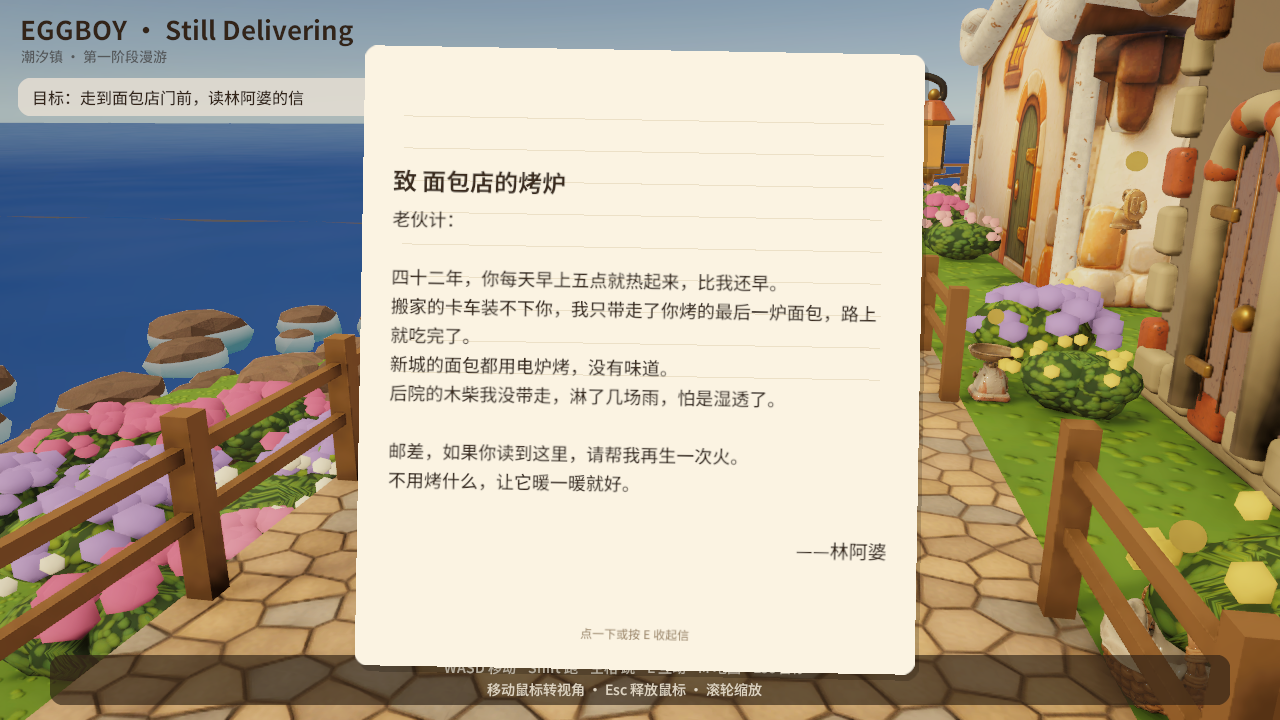 EGGBOY · Still Delivering
潮汐镇 · 第一阶段漫游
目标：走到面包店门前，读林阿婆的信
致 面包店的烤炉
老伙计：
四十二年，你每天早上五点就热起来，比我还早。
搬家的卡车装不下你，我只带走了你烤的最后一炉面包，路上
就吃完了。
新城的面包都用电炉烤，没有味道。
后院的木柴我没带走，淋了几场雨，怕是湿透了。
邮差，如果你读到这里，请帮我再生一次火。
不用烤什么，让它暖一暖就好。
——林阿婆
点一下或按 E 收起信
移动鼠标转视角 · Esc 释放鼠标 · 滚轮缩放